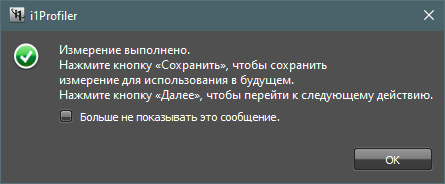 i1Profiler
Измерение выполнено.
Нажмите кнопку «Сохранить», чтобы сохранить
измерение для использования в будущем.
Нажмите кнопку «Далее», чтобы перейти к следующему действию.
Больше не показывать это сообщение.
OK